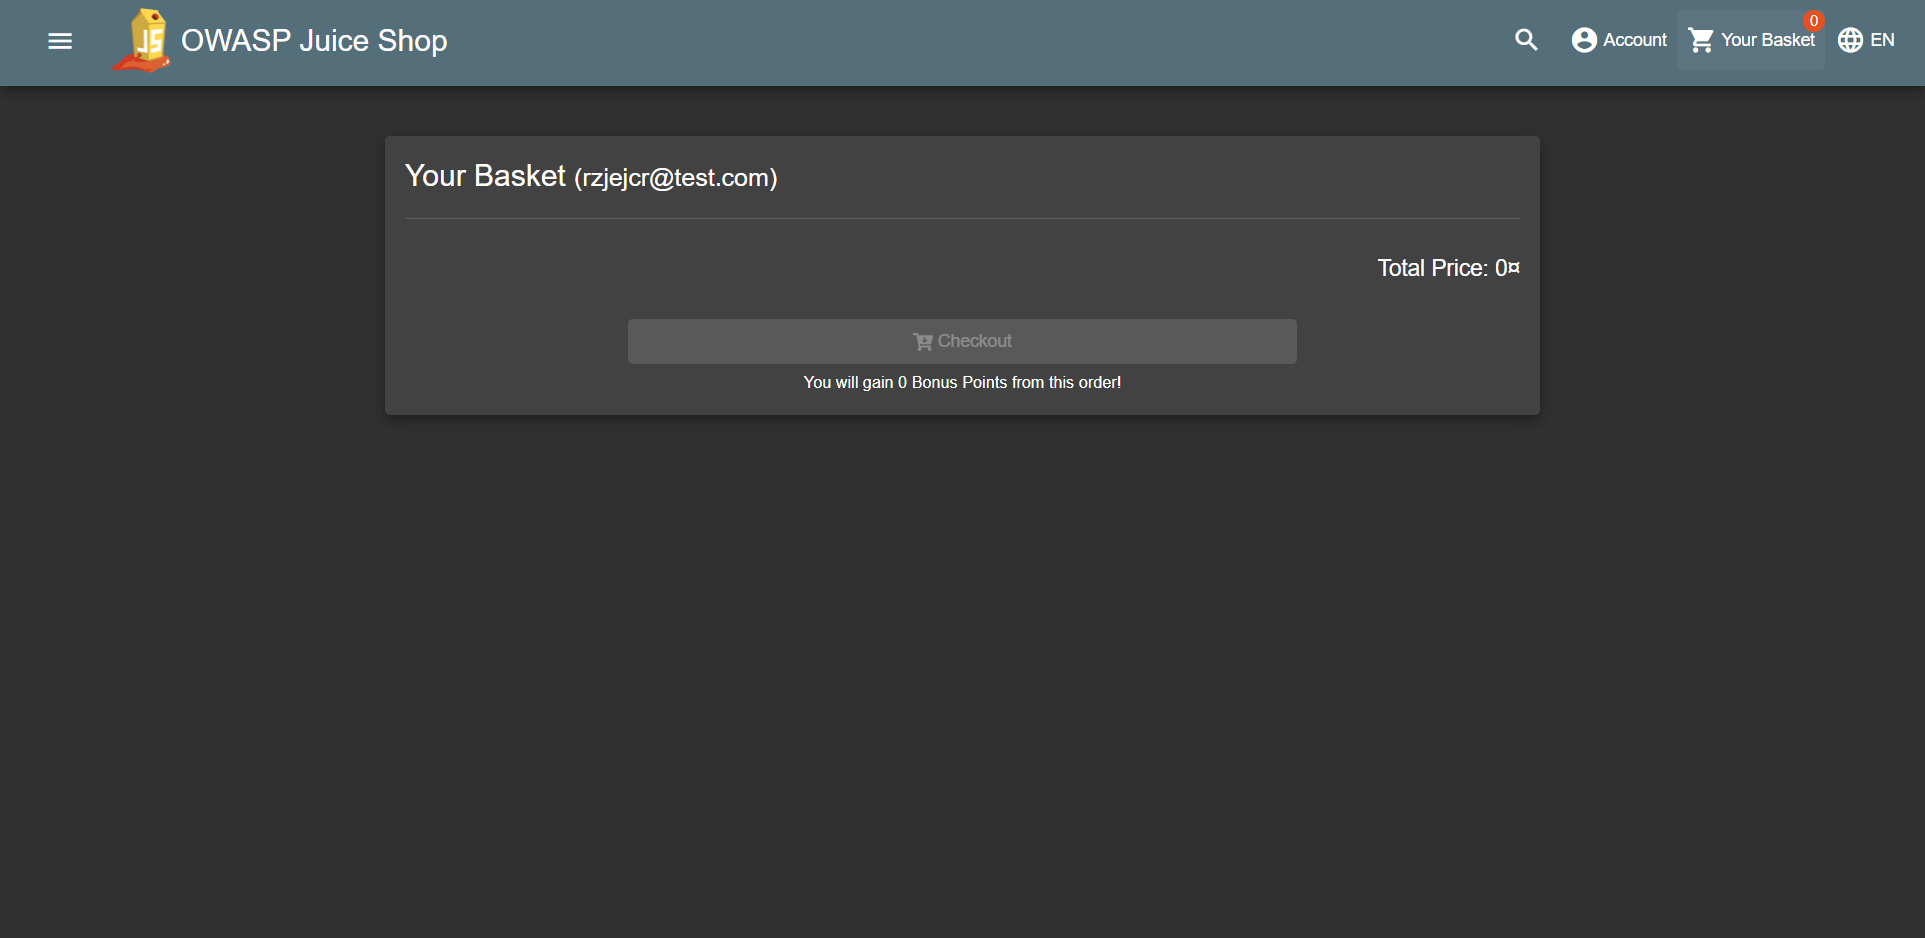 JS OWASP Juice Shop
Account
Your Basket 0
EN
Your Basket (rzjejcr@test.com)
Total Price: 0¤
Checkout
You will gain 0 Bonus Points from this order!